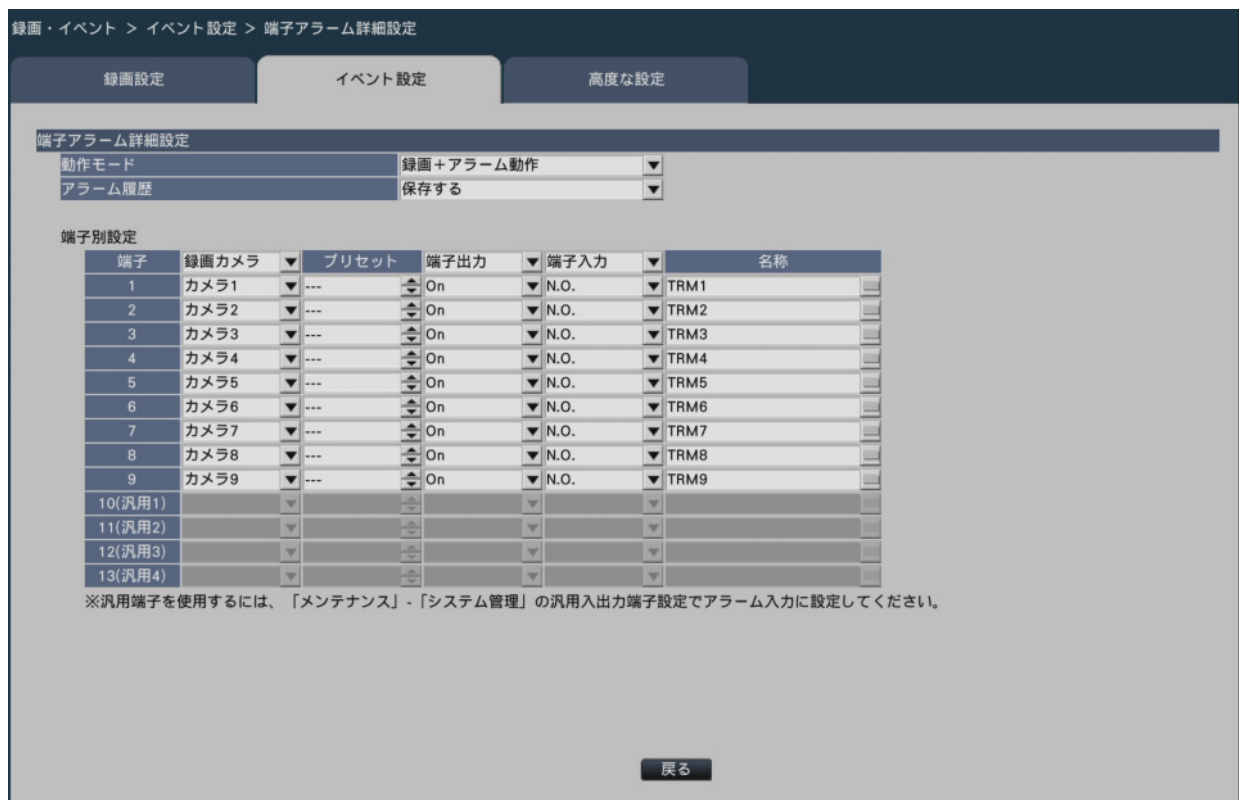 録画・イベント > イベント設定 > 端子アラーム詳細設定
録画設定 イベント設定 高度な設定
端子アラーム詳細設定
動作モード 録画＋アラーム動作
アラーム履歴 保存する
端子別設定
端子 録画カメラ プリセット 端子出力 端子入力 名称
1 カメラ1 --- On N.O. TRM1
2 カメラ2 --- On N.O. TRM2
3 カメラ3 --- On N.O. TRM3
4 カメラ4 --- On N.O. TRM4
5 カメラ5 --- On N.O. TRM5
6 カメラ6 --- On N.O. TRM6
7 カメラ7 --- On N.O. TRM7
8 カメラ8 --- On N.O. TRM8
9 カメラ9 --- On N.O. TRM9
10(汎用1)
11(汎用2)
12(汎用3)
13(汎用4)
※汎用端子を使用するには、「メンテナンス」-「システム管理」の汎用入出力端子設定でアラーム入力に設定してください。
戻る